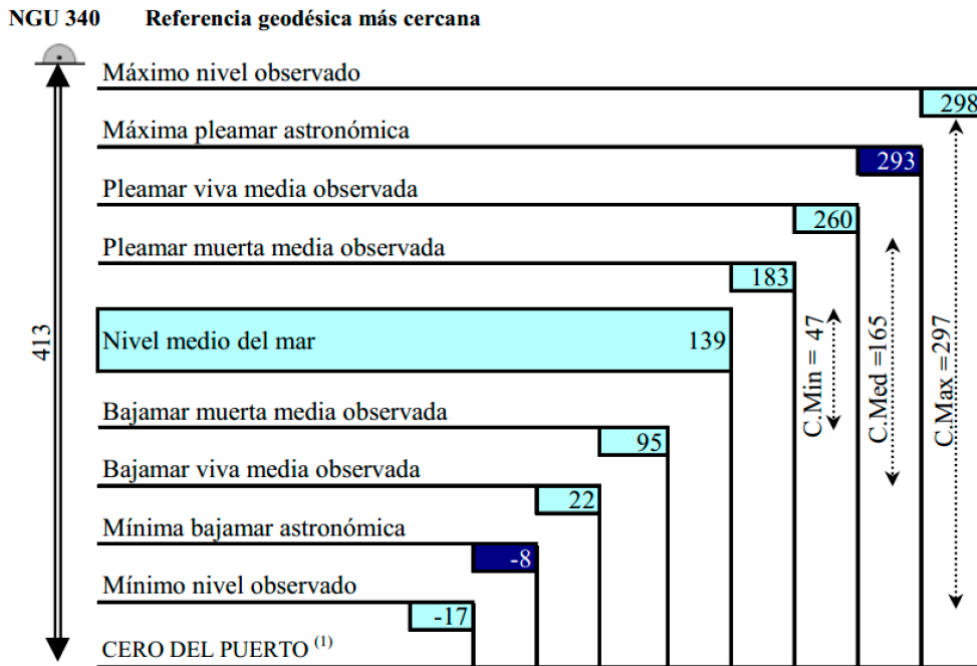 NGU 340 Referencia geodésica más cercana
Máximo nivel observado
298
Máxima pleamar astronómica
293
Pleamar viva media observada
260
Pleamar muerta media observada
183
413
Nivel medio del mar 139
C.Min = 47
C.Med =165
C.Max =297
Bajamar muerta media observada
95
Bajamar viva media observada
22
Mínima bajamar astronómica
-8
Mínimo nivel observado
-17
CERO DEL PUERTO (1)